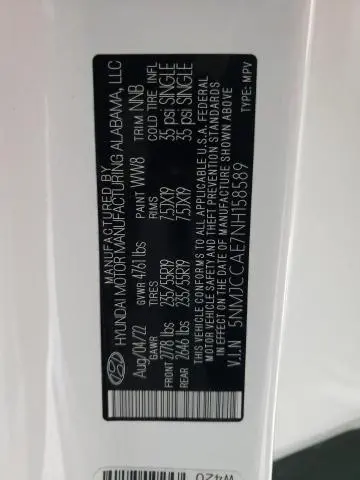 MANUFACTURED BY
HYUNDAI MOTOR MANUFACTURING ALABAMA, LLC
Aug/04/22 GVWR 4761 lbs PAINT WW8 TRIM NNB
GAWR TIRES RIMS COLD TIRE INFL
FRONT 2778 lbs 235/55R19 7.5JX19 35 psi SINGLE
REAR 2646 lbs 235/55R19 7.5JX19 35 psi SINGLE
THIS VEHICLE CONFORMS TO ALL APPLICABLE U.S.A. FEDERAL
MOTOR VEHICLE SAFETY AND THEFT PREVENTION STANDARDS
IN EFFECT ON THE DATE OF MANUFACTURE SHOWN ABOVE
V.I.N 5NMJCCAE7NH158589 TYPE: MPV
W420